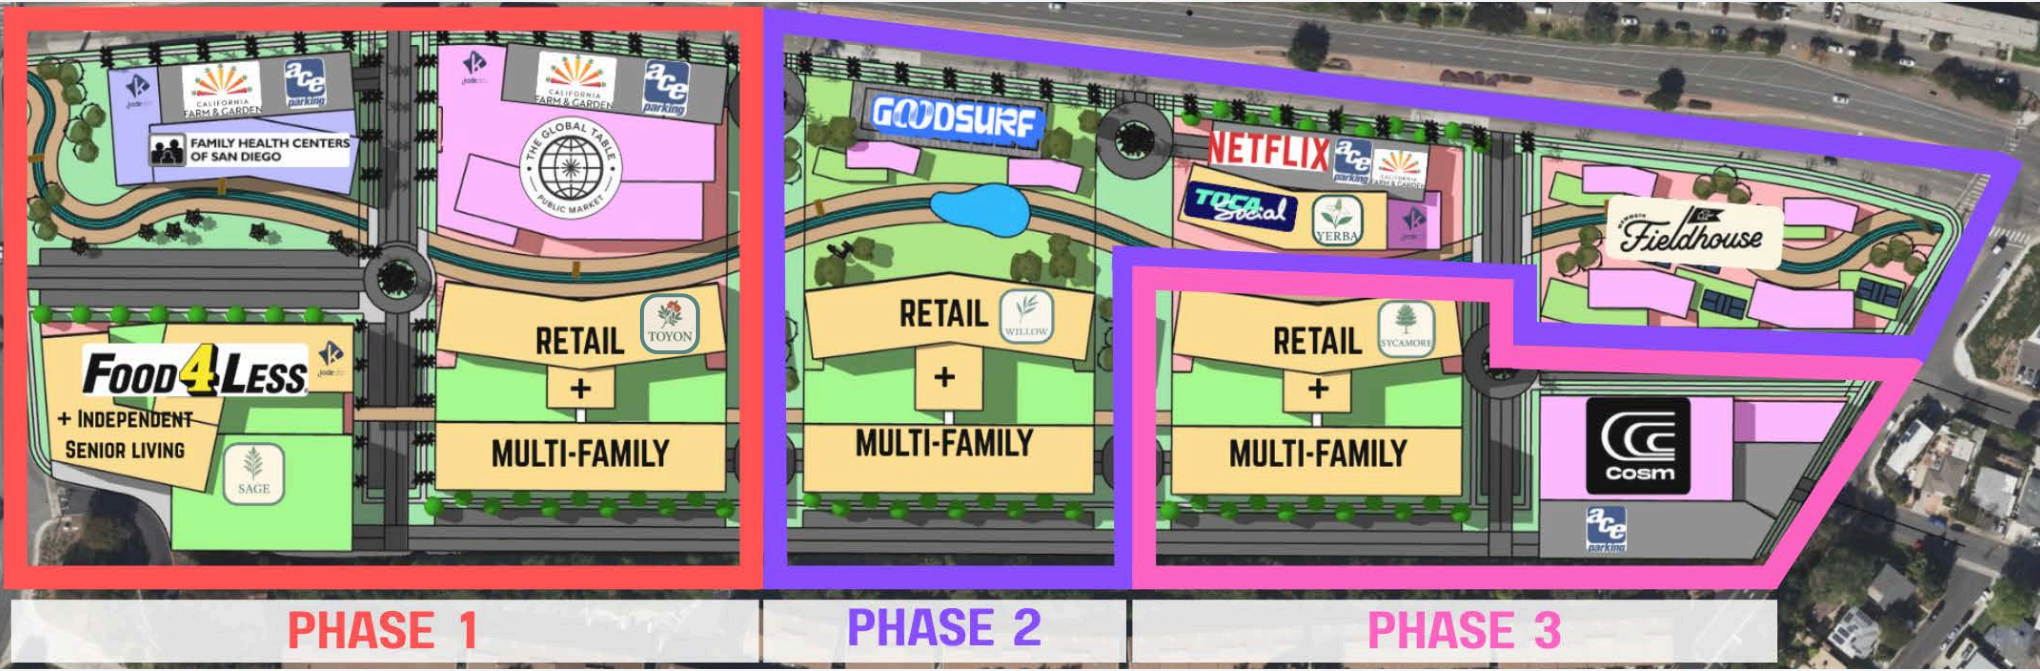 CALIFORNIA
FARM & GARDEN
ace
parking
FAMILY HEALTH CENTERS
OF SAN DIEGO
CALIFORNIA
FARM & GARDEN
ace
parking
THE GLOBAL TABLE
PUBLIC MARKET
FOOD4LESS
+ INDEPENDENT
SENIOR LIVING
SAGE
RETAIL
TOYON
+
MULTI-FAMILY
GOODSURF
RETAIL
WILLOW
+
MULTI-FAMILY
NETFLIX
ace
parking
FARM & GARDEN
TOCA
Social
YERBA
Fieldhouse
RETAIL
SYCAMORE
+
MULTI-FAMILY
Cosm
ace
parking
PHASE 1
PHASE 2
PHASE 3